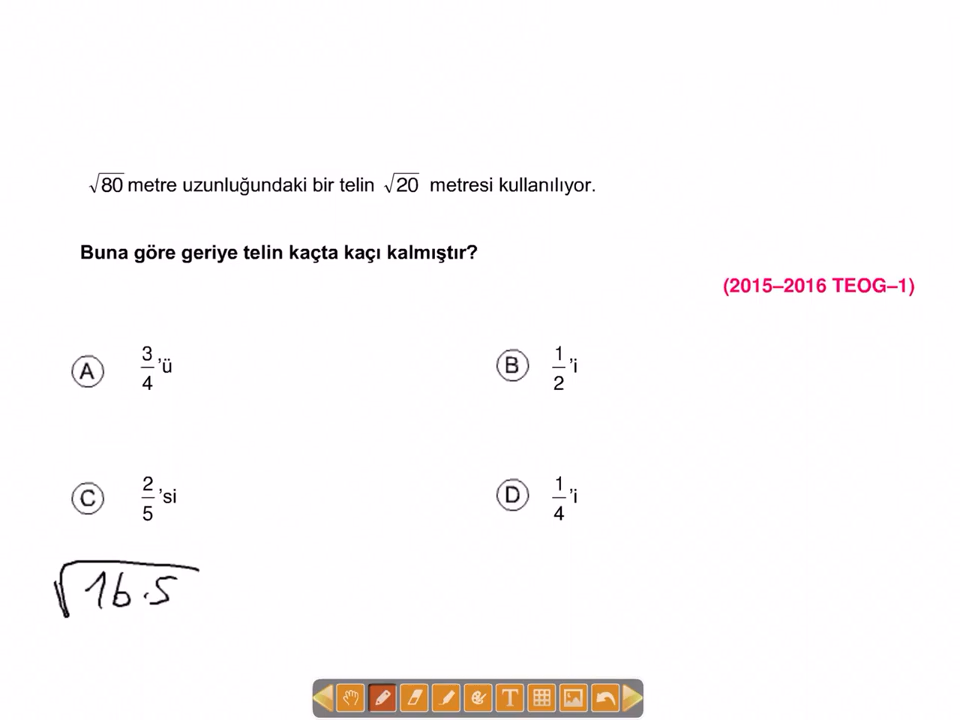 √80 metre uzunluğundaki bir telin √20 metresi kullanılıyor.
Buna göre geriye telin kaçta kaçı kalmıştır?
(2015–2016 TEOG–1)
A 3/4 'ü
B 1/2 'i
C 2/5 'si
D 1/4 'i
√16.5
T